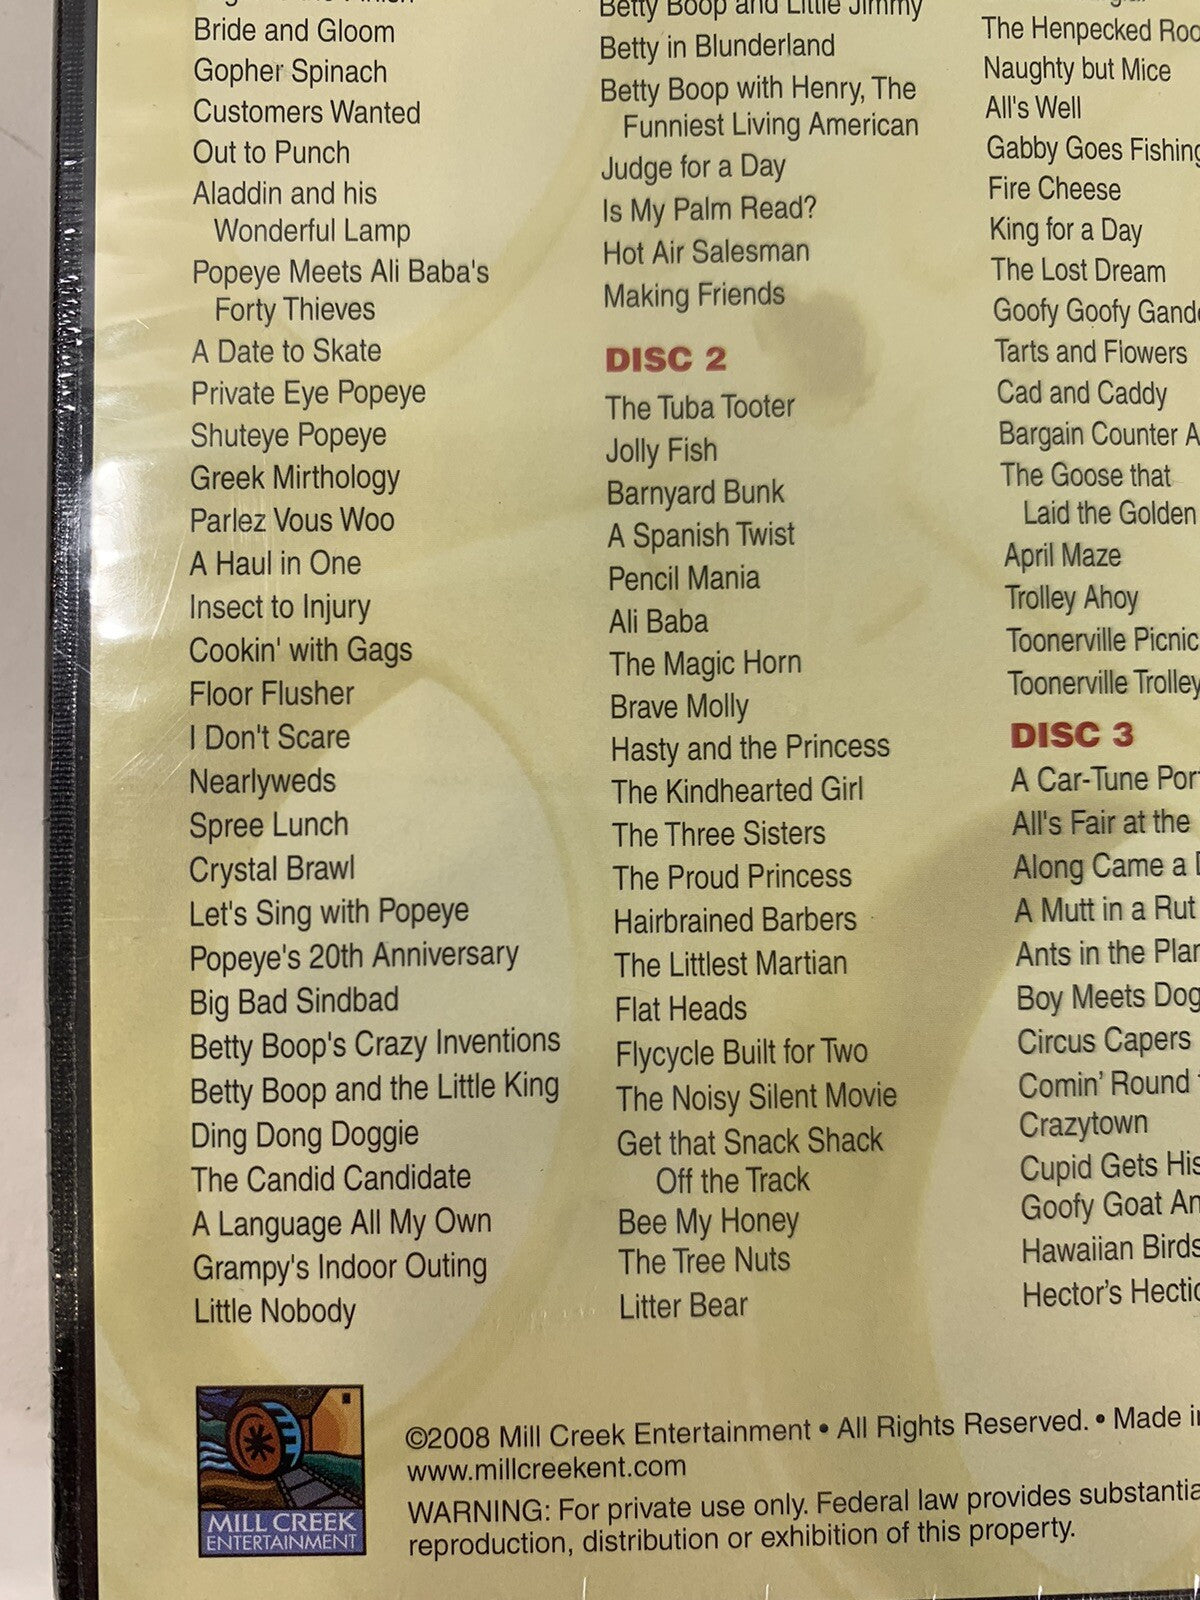 Bride and Gloom
Gopher Spinach
Customers Wanted
Out to Punch
Aladdin and his
Wonderful Lamp
Popeye Meets Ali Baba's
Forty Thieves
A Date to Skate
Private Eye Popeye
Shuteye Popeye
Greek Mirthology
Parlez Vous Woo
A Haul in One
Insect to Injury
Cookin' with Gags
Floor Flusher
I Don't Scare
Nearlyweds
Spree Lunch
Crystal Brawl
Let's Sing with Popeye
Popeye's 20th Anniversary
Big Bad Sindbad
Betty Boop's Crazy Inventions
Betty Boop and the Little King
Ding Dong Doggie
The Candid Candidate
A Language All My Own
Grampy's Indoor Outing
Little Nobody
Betty Boop and Little Jimmy
Betty in Blunderland
Betty Boop with Henry, The
Funniest Living American
Judge for a Day
Is My Palm Read?
Hot Air Salesman
Making Friends
DISC 2
The Tuba Tooter
Jolly Fish
Barnyard Bunk
A Spanish Twist
Pencil Mania
Ali Baba
The Magic Horn
Brave Molly
Hasty and the Princess
The Kindhearted Girl
The Three Sisters
The Proud Princess
Hairbrained Barbers
The Littlest Martian
Flat Heads
Flycycle Built for Two
The Noisy Silent Movie
Get that Snack Shack
Off the Track
Bee My Honey
The Tree Nuts
Litter Bear
The Henpecked
Naughty but Mice
All's Well
Gabby Goes Fishing
Fire Cheese
King for a Day
The Lost Dream
Goofy Goofy
Tarts and Flowers
Cad and Caddy
Bargain Counter
The Goose that
Laid the Golden
April Maze
Trolley Ahoy
Toonerville Picnic
Toonerville Trolley
DISC 3
A Car-Tune
All's Fair at the
Along Came a
A Mutt in a Rut
Ants in the
Boy Meets Dog
Circus Capers
Comin' Round
Crazytown
Cupid Gets His
Goofy Goat
Hawaiian Birds
Hector's
MILL CREEK
ENTERTAINMENT
©2008 Mill Creek Entertainment • All Rights Reserved. • Made
www.millcreekent.com
WARNING: For private use only. Federal law provides
reproduction, distribution or exhibition of this property.